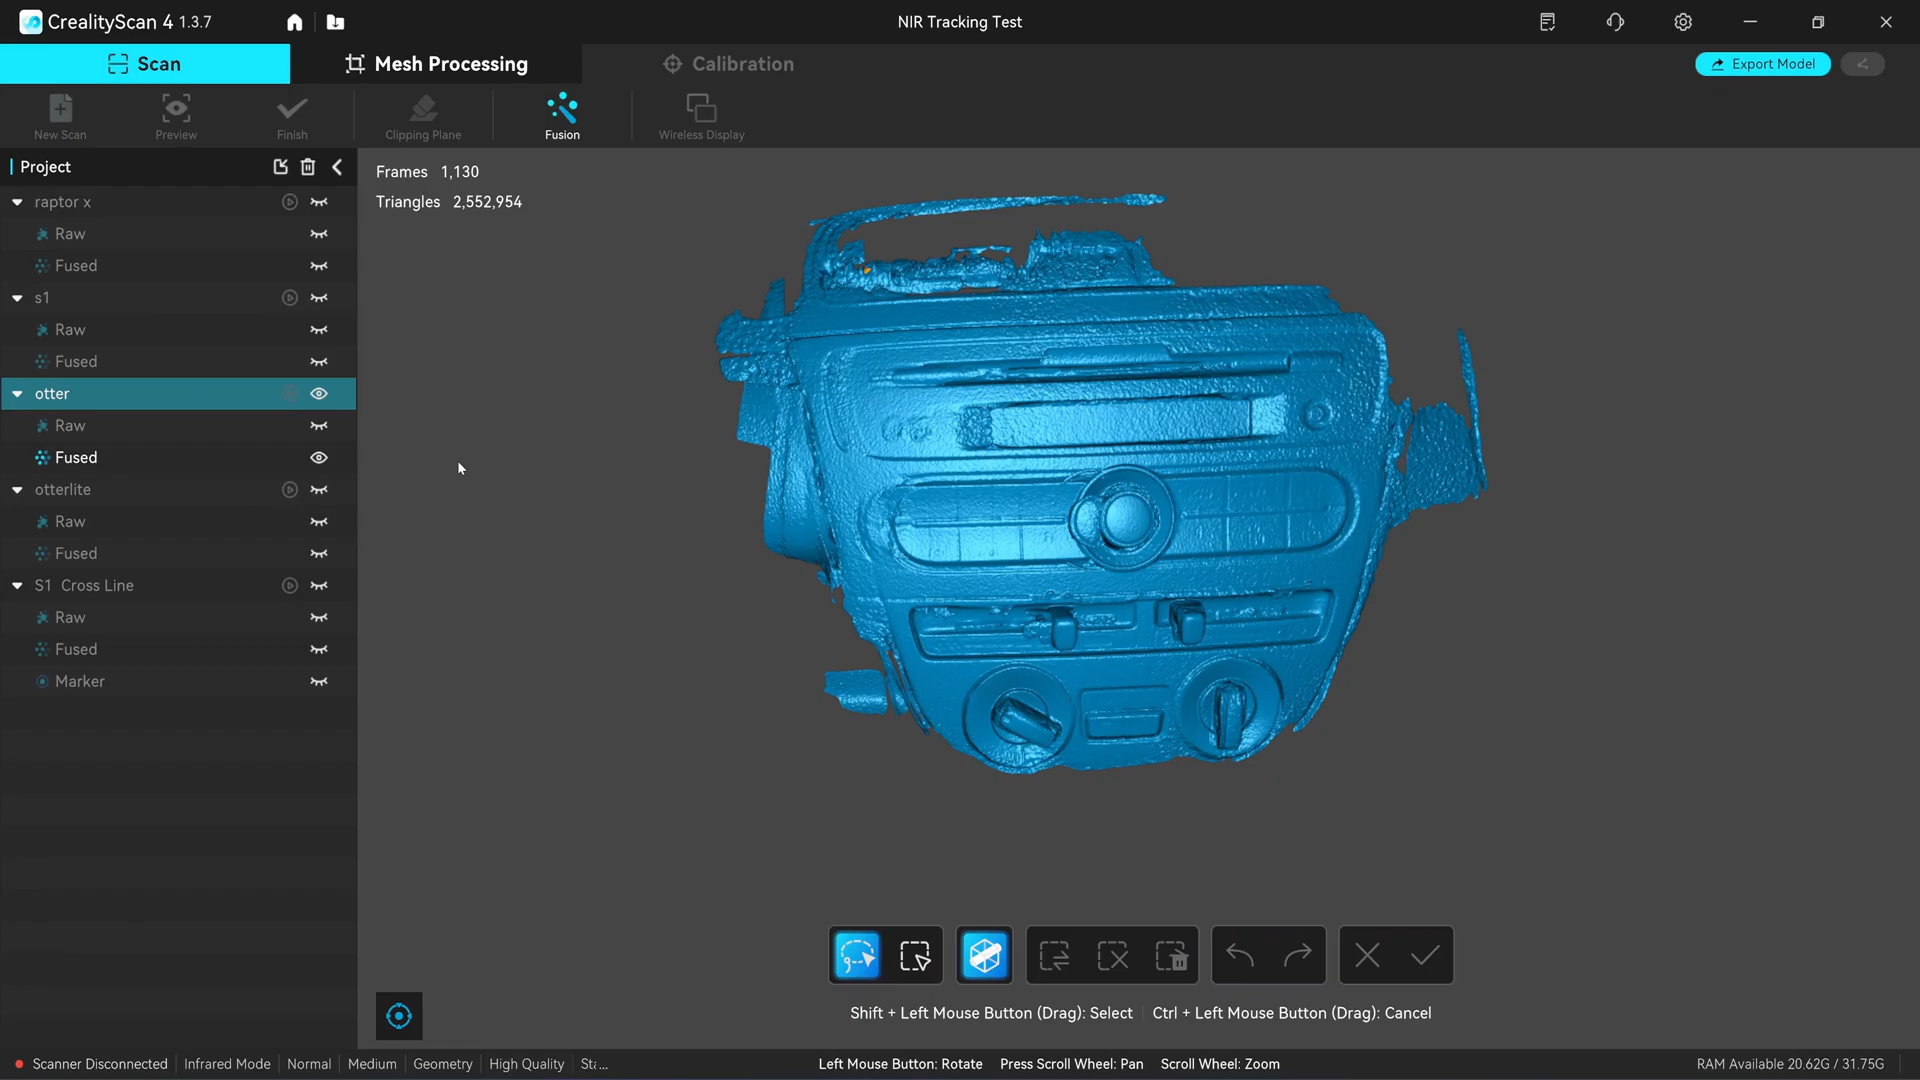 CrealityScan 4 1.3.7
NIR Tracking Test
Scan
Mesh Processing
Calibration
Export Model
New Scan
Preview
Finish
Clipping Plane
Fusion
Wireless Display
Project
raptor x
Raw
Fused
s1
Raw
Fused
otter
Raw
Fused
otterlite
Raw
Fused
S1 Cross Line
Raw
Fused
Marker
Frames 1,130
Triangles 2,552,954
Shift + Left Mouse Button (Drag): Select
Ctrl + Left Mouse Button (Drag): Cancel
Scanner Disconnected
Infrared Mode
Normal
Medium
Geometry
High Quality
Sta...
Left Mouse Button: Rotate Press Scroll Wheel: Pan Scroll Wheel: Zoom
RAM Available 20.62G / 31.75G